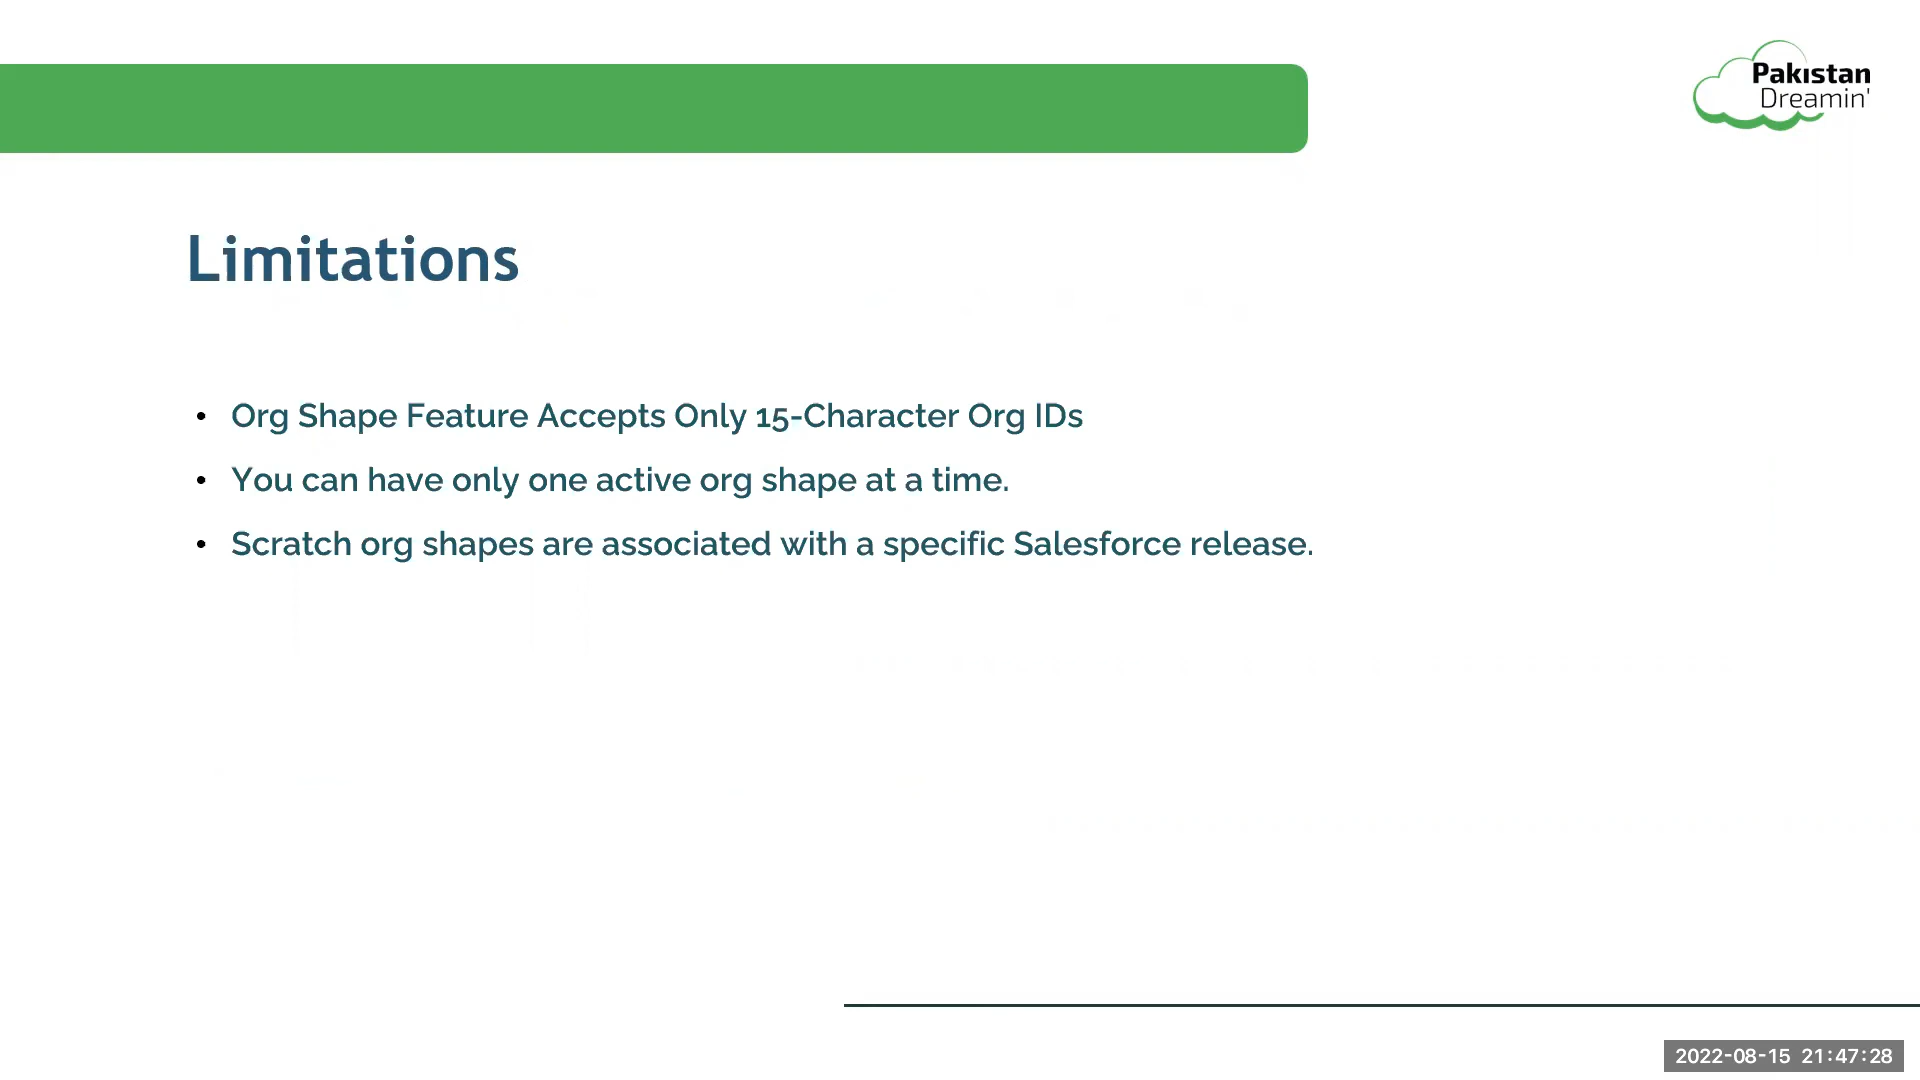 Pakistan
Dreamin'
Limitations
• Org Shape Feature Accepts Only 15-Character Org IDs
• You can have only one active org shape at a time.
• Scratch org shapes are associated with a specific Salesforce release.
2022-08-15 21:47:28